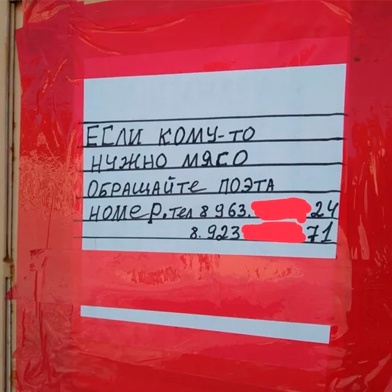 ЕСЛИ КОМУ-ТО
НУЖНО МЯСО
ОБРАЩАЙТЕ ПОЭТА
НОМЕР.ТЕЛ 8 963. 24
8.923 71